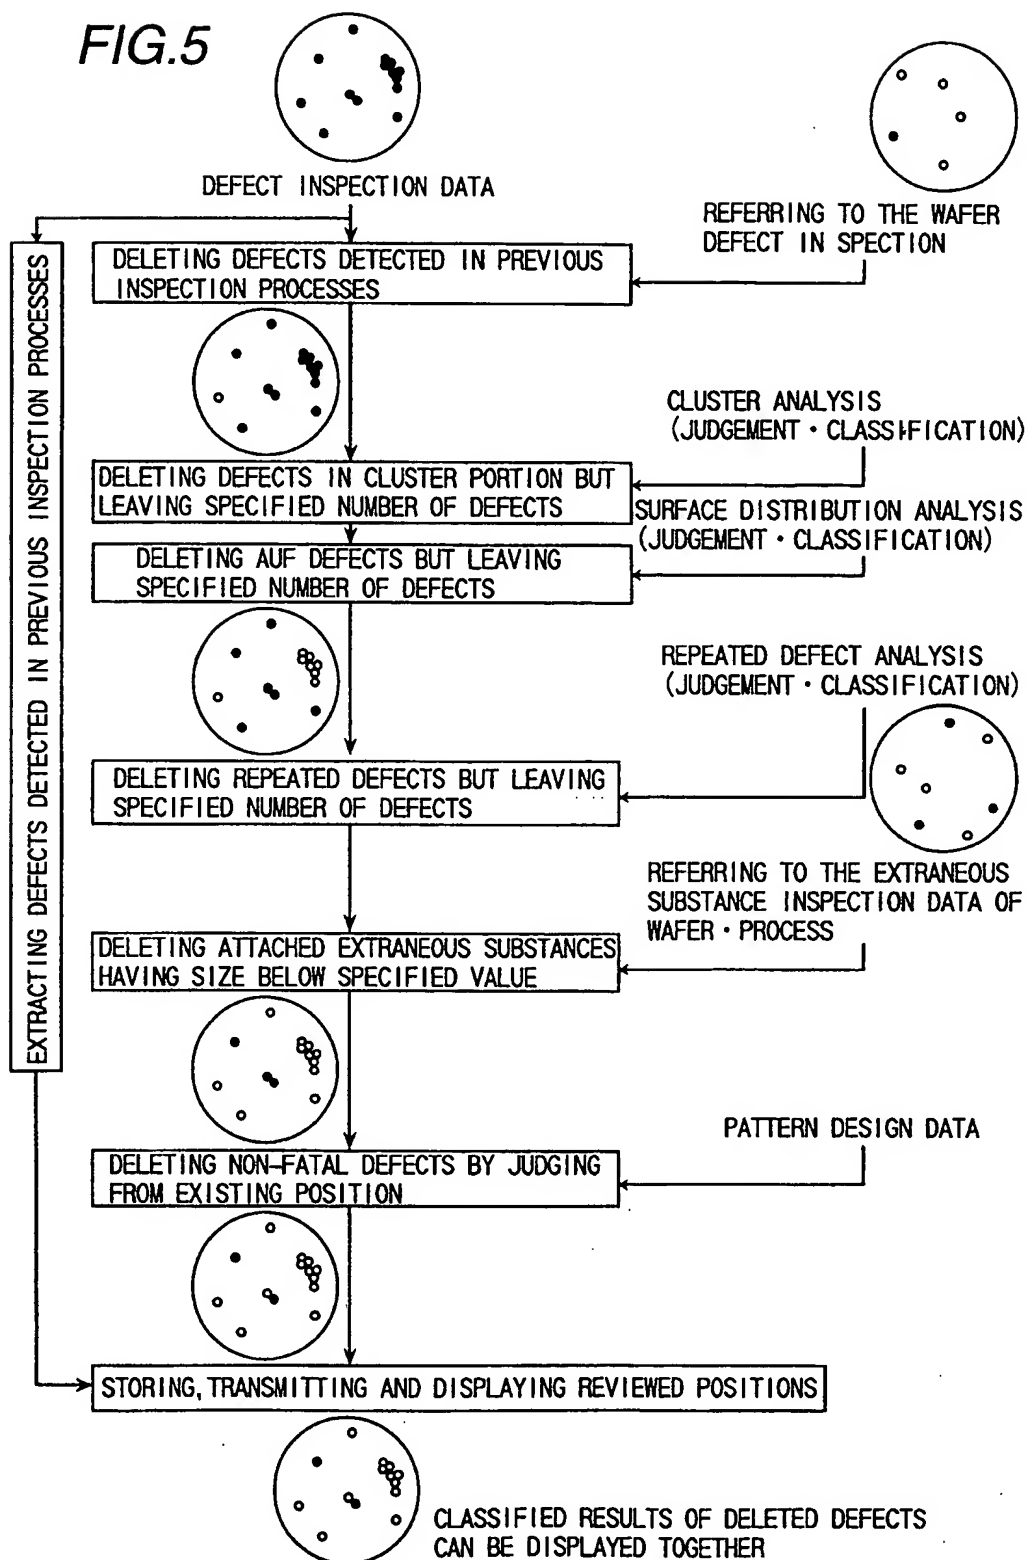 FIG.5
DEFECT INSPECTION DATA
REFERRING TO THE WAFER
DEFECT IN SPECTION
EXTRACTING DEFECTS DETECTED IN PREVIOUS INSPECTION PROCESSES
DELETING DEFECTS DETECTED IN PREVIOUS
INSPECTION PROCESSES
CLUSTER ANALYSIS
(JUDGEMENT・CLASSIFICATION)
DELETING DEFECTS IN CLUSTER PORTION BUT
LEAVING SPECIFIED NUMBER OF DEFECTS
SURFACE DISTRIBUTION ANALYSIS
(JUDGEMENT・CLASSIFICATION)
DELETING AUF DEFECTS BUT LEAVING
SPECIFIED NUMBER OF DEFECTS
REPEATED DEFECT ANALYSIS
(JUDGEMENT・CLASSIFICATION)
DELETING REPEATED DEFECTS BUT LEAVING
SPECIFIED NUMBER OF DEFECTS
REFERRING TO THE EXTRANEOUS
SUBSTANCE INSPECTION DATA OF
WAFER・PROCESS
DELETING ATTACHED EXTRANEOUS SUBSTANCES
HAVING SIZE BELOW SPECIFIED VALUE
PATTERN DESIGN DATA
DELETING NON-FATAL DEFECTS BY JUDGING
FROM EXISTING POSITION
STORING, TRANSMITTING AND DISPLAYING REVIEWED POSITIONS
CLASSIFIED RESULTS OF DELETED DEFECTS
CAN BE DISPLAYED TOGETHER